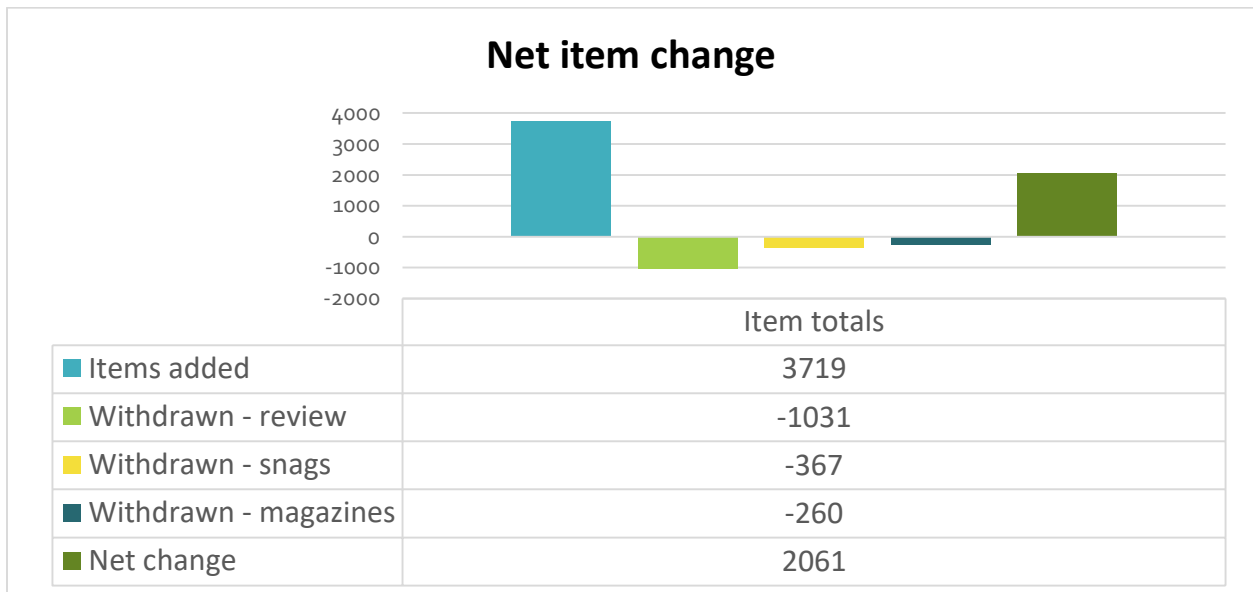 Net item change
4000
3000
2000
1000
0
-1000
-2000
Item totals
Items added 3719
Withdrawn - review -1031
Withdrawn - snags -367
Withdrawn - magazines -260
Net change 2061